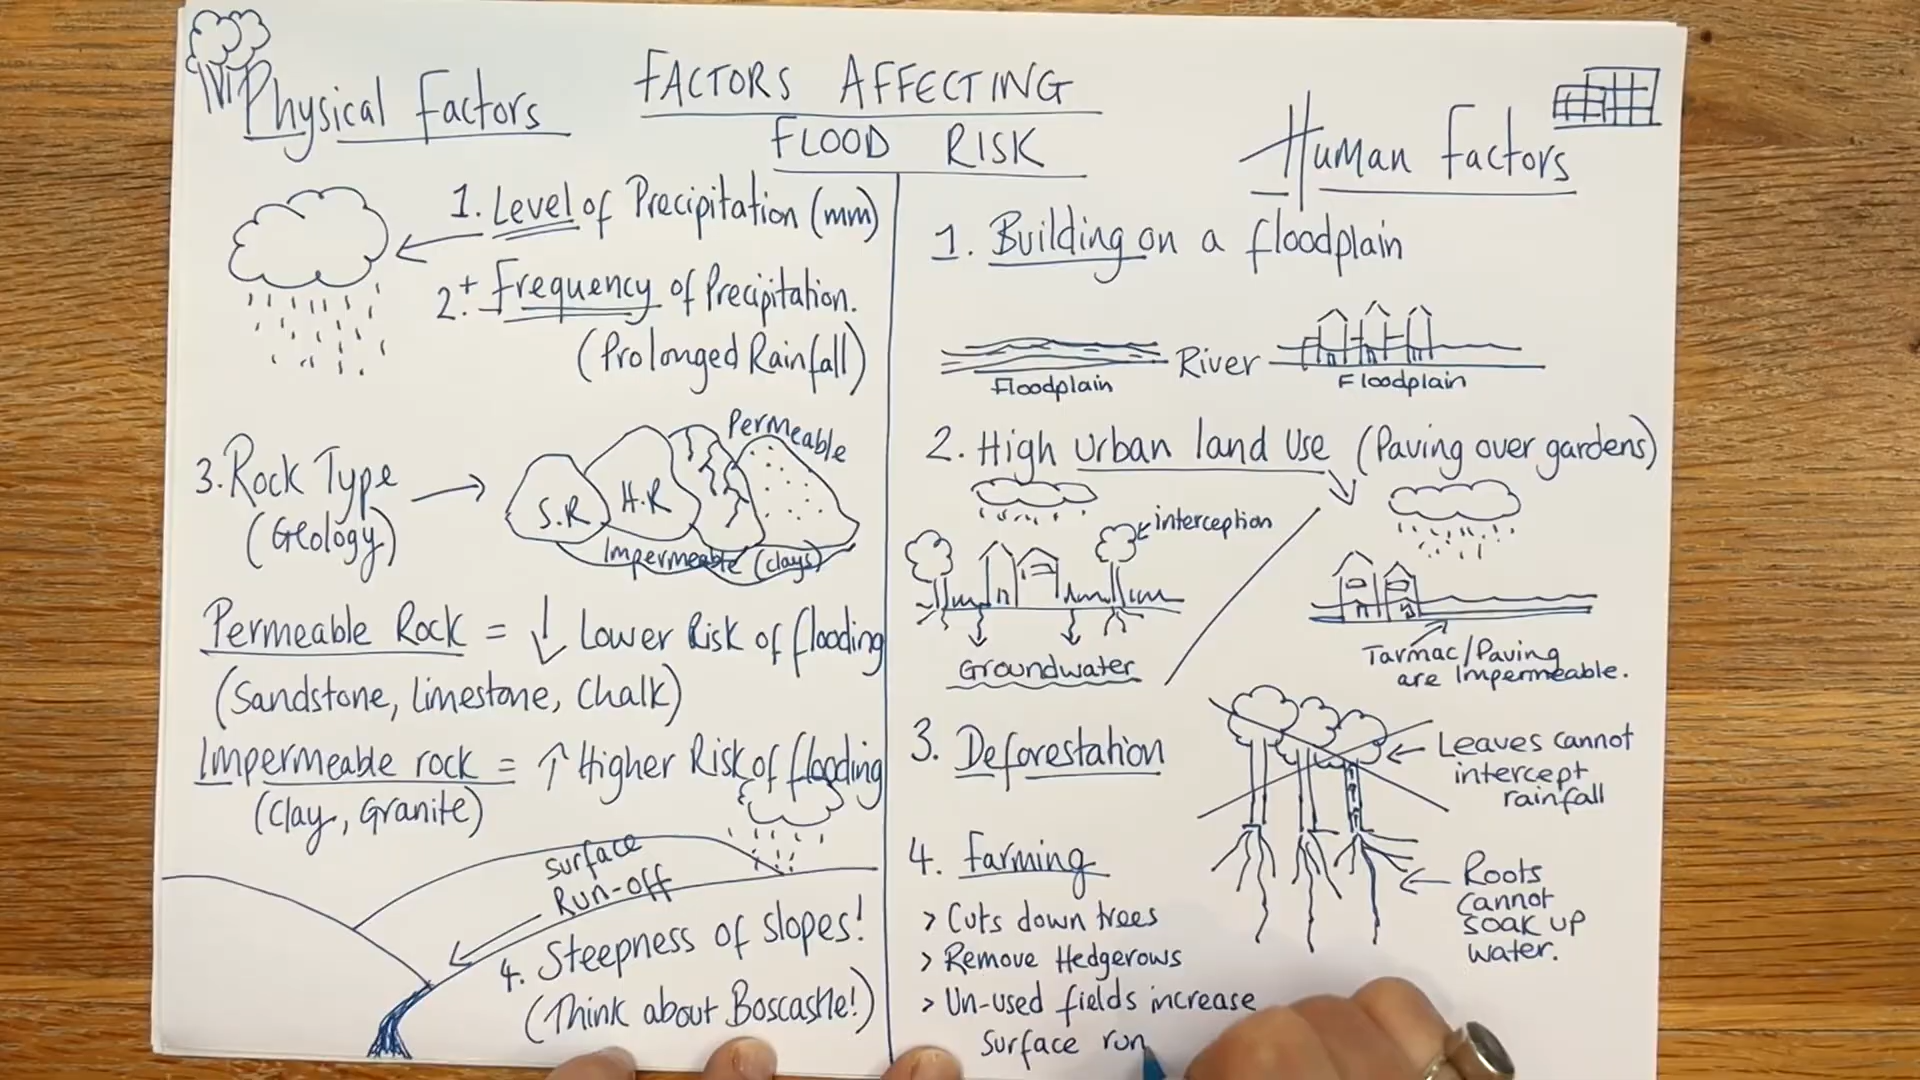 FACTORS AFFECTING
FLOOD RISK
Physical Factors
1. Level of Precipitation (mm)
2. + Frequency of Precipitation.
(Prolonged Rainfall)
3. Rock Type
(Geology)
Permeable
S.R
H.R
Impermeable (clays)
Permeable Rock = ↓ Lower Risk of flooding
(Sandstone, Limestone, Chalk)
Impermeable rock = ↑ Higher Risk of flooding
(Clay, Granite)
Surface
Run-off
4. Steepness of slopes!
(Think about Boscastle!)
Human Factors
1. Building on a floodplain
Floodplain
River
Floodplain
2. High Urban land Use (Paving over gardens)
interception
Groundwater
Tarmac/Paving
are Impermeable.
3. Deforestation
Leaves cannot
intercept
rainfall
Roots
cannot
soak up
water.
4. Farming
> Cuts down trees
> Remove Hedgerows
> Un-used fields increase
surface run